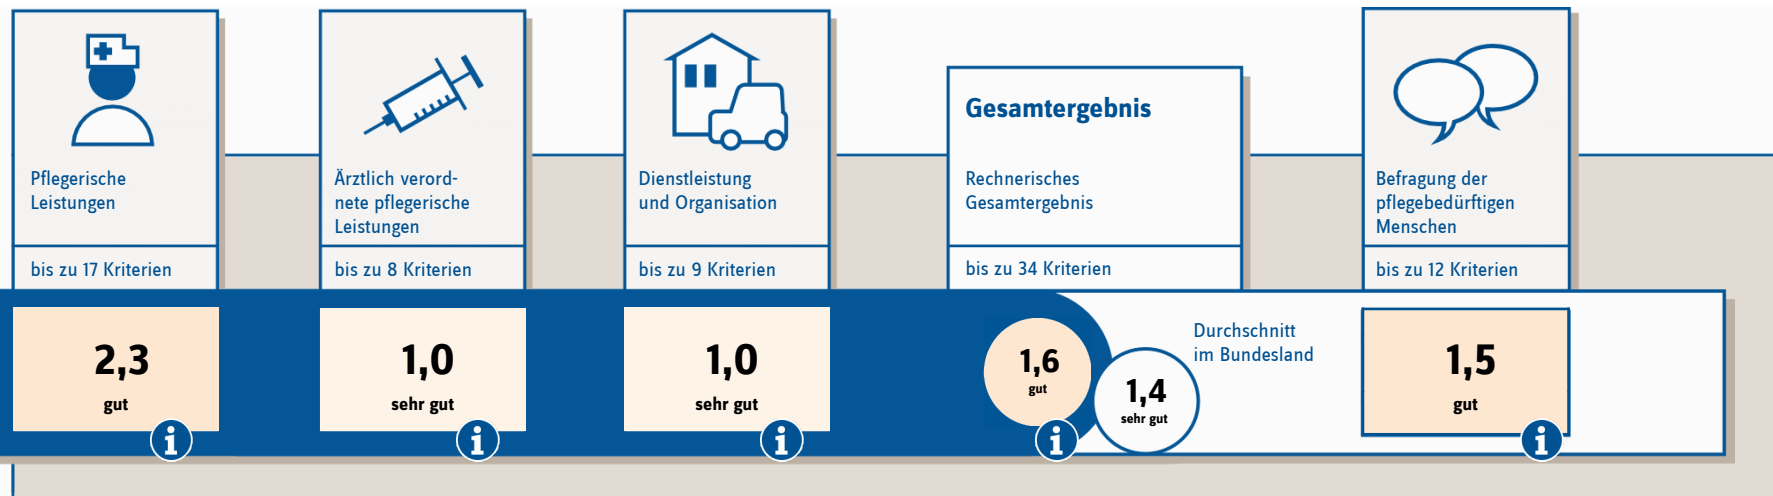 Pflegerische
Leistungen
bis zu 17 Kriterien
2,3
gut
i
Ärztlich verord-
nete pflegerische
Leistungen
bis zu 8 Kriterien
1,0
sehr gut
i
Dienstleistung
und Organisation
bis zu 9 Kriterien
1,0
sehr gut
i
Gesamtergebnis
Rechnerisches
Gesamtergebnis
bis zu 34 Kriterien
1,6
gut
i
1,4
sehr gut
Durchschnitt
im Bundesland
Befragung der
pflegebedürftigen
Menschen
bis zu 12 Kriterien
1,5
gut
i